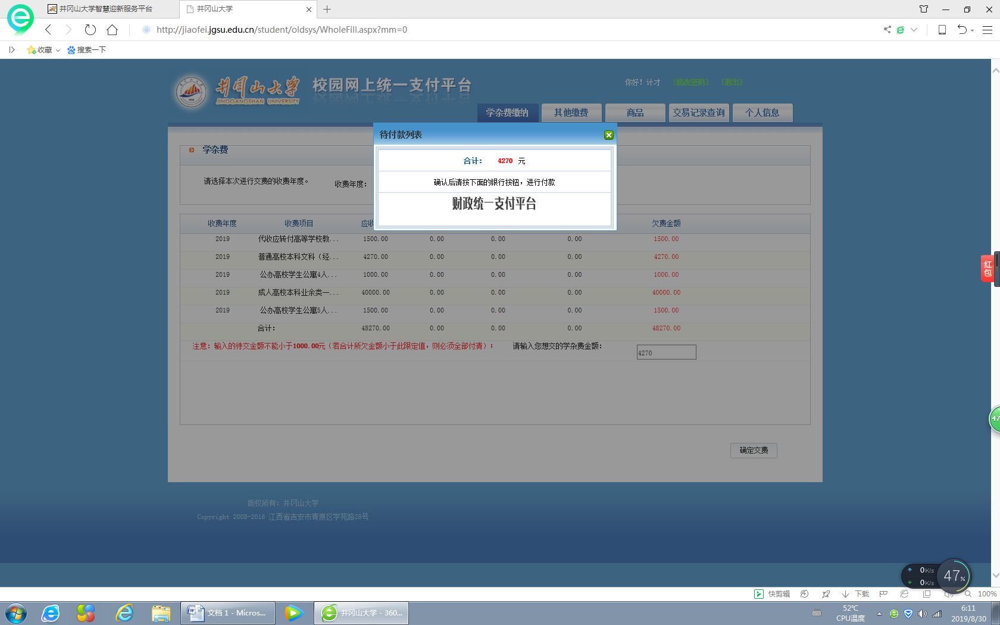 井冈山大学智慧迎新服务平台
井冈山大学
http://jiaofei.jgsu.edu.cn/student/oldsys/WholeFill.aspx?mm=0
收藏
搜索一下
井冈山大学
JINGGANGSHAN UNIVERSITY
校园网上统一支付平台
你好! 计才 [修改密码] [退出]
学杂费缴纳 其他缴费 商品 交易记录查询 个人信息
待付款列表
合计: 4270 元
确认后请按下面的银行按钮，进行付款
财政统一支付平台
学杂费
请选择本次进行交费的收费年度。 收费年度:
收费年度 收费项目 应收 欠费金额
2019 代收应转付高等学校教... 1500.00 0.00 0.00 0.00 1500.00
2019 普通高校本科文科（经... 4270.00 0.00 0.00 0.00 4270.00
2019 公办高校学生公寓4人... 1000.00 0.00 0.00 0.00 1000.00
2019 成人高校本科业余类一... 40000.00 0.00 0.00 0.00 40000.00
2019 公办高校学生公寓5人... 1500.00 0.00 0.00 0.00 1500.00
合计: 48270.00 0.00 0.00 0.00 48270.00
注意: 输入的待交金额不能小于1000.00元（若合计所欠金额小于此限定值，则必须全部付清）; 请输入您想交的学杂费金额: 4270
确定交费
红包
47
版权所有: 井冈山大学
Copyright 2008-2016 江西省吉安市青原区学苑路28号
0K/s
0K/s
47%
快剪辑 下载 100%
文档 1 - Micros...
井冈山大学 - 360...
52℃
CPU温度
6:11
2019/8/30